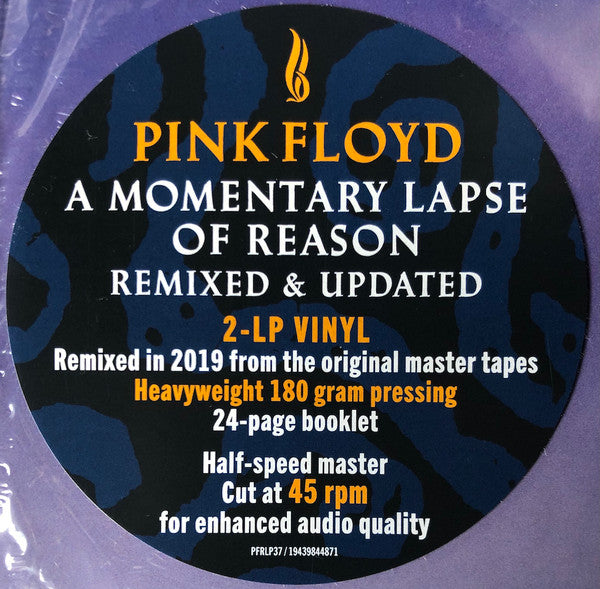 PINK FLOYD
A MOMENTARY LAPSE
OF REASON
REMIXED & UPDATED
2-LP VINYL
Remixed in 2019 from the original master tapes
Heavyweight 180 gram pressing
24-page booklet
Half-speed master
Cut at 45 rpm
for enhanced audio quality
PFRLP37 / 19439844871